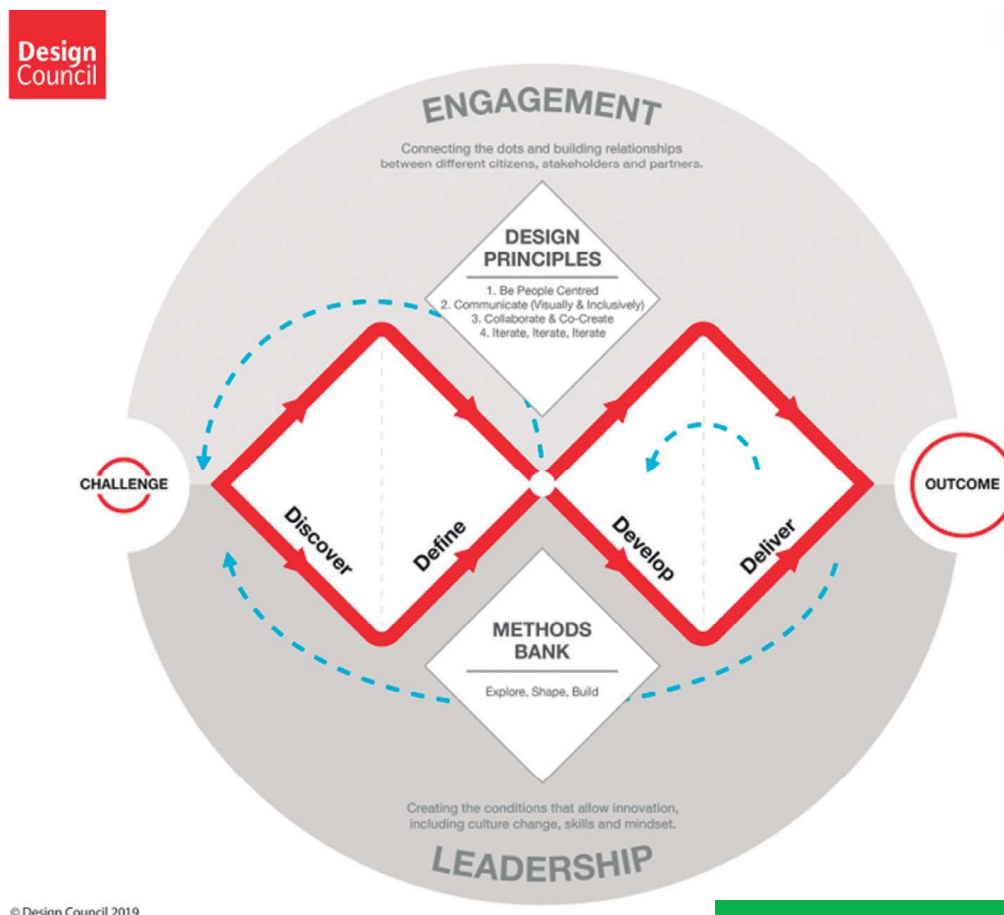 Design
Council
ENGAGEMENT
Connecting the dots and building relationships
between different citizens, stakeholders and partners.
DESIGN
PRINCIPLES
1. Be People Centred
2. Communicate (Visually & Inclusively)
3. Collaborate & Co-Create
4. Iterate, Iterate, Iterate
CHALLENGE
OUTCOME
Discover
Define
Develop
Deliver
METHODS
BANK
Explore, Shape, Build
Creating the conditions that allow innovation,
including culture change, skills and mindset.
LEADERSHIP
© Design Council 2019